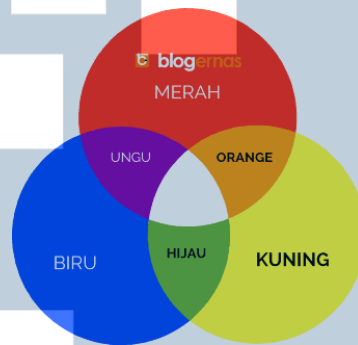 blogernas
MERAH
UNGU
ORANGE
HIJAU
BIRU
KUNING